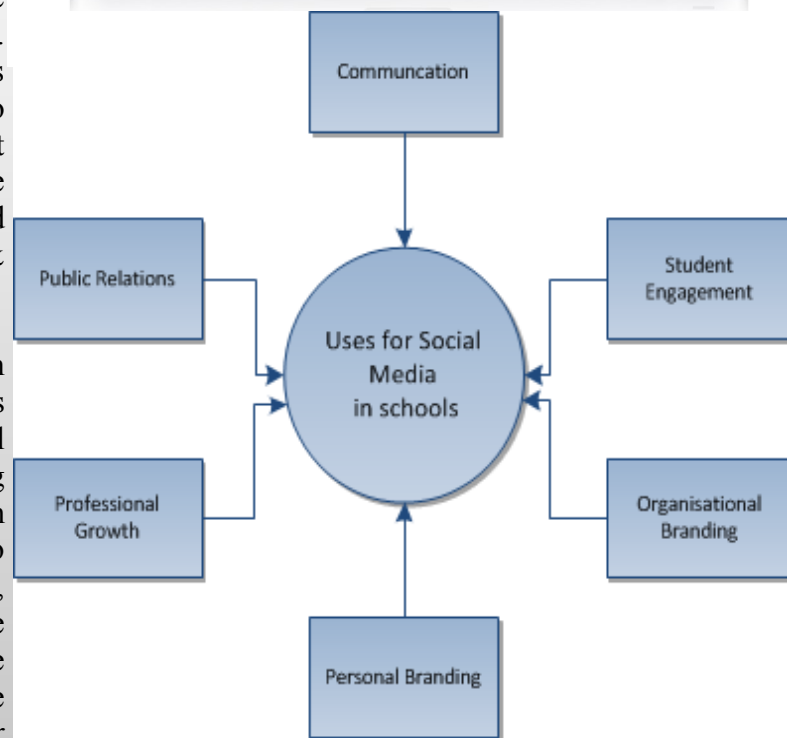 Communcation
Public Relations
Student
Engagement
Uses for Social
Media
in schools
Professional
Growth
Organisational
Branding
Personal Branding